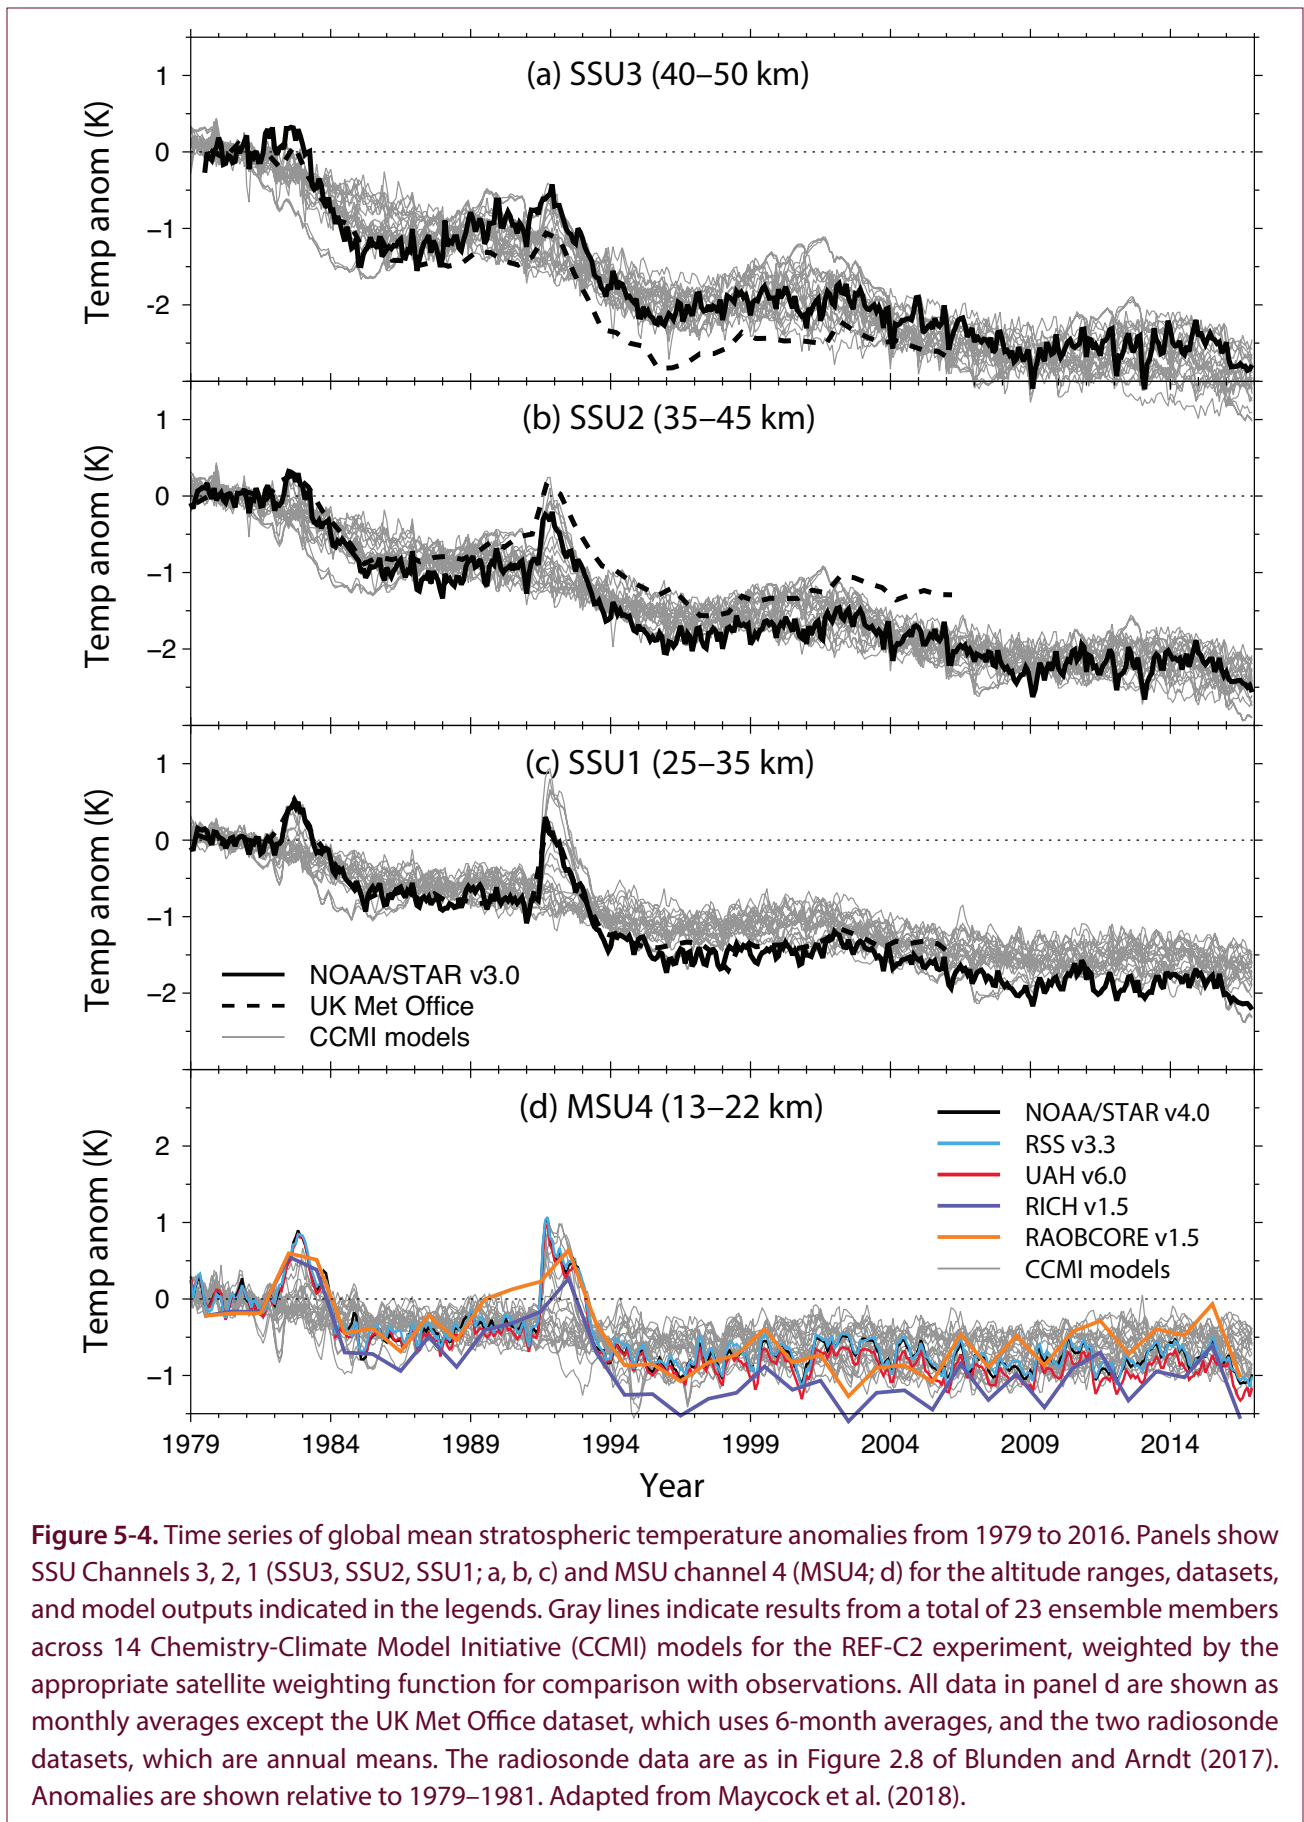 (a) SSU3 (40–50 km)
1
0
−1
-2
Temp anom (K)
(b) SSU2 (35–45 km)
1
0
−1
−2
Temp anom (K)
(c) SSU1 (25–35 km)
1
0
−1
−2
Temp anom (K)
NOAA/STAR v3.0
UK Met Office
CCMI models
(d) MSU4 (13–22 km)
2
1
0
−1
Temp anom (K)
NOAA/STAR v4.0
RSS v3.3
UAH v6.0
RICH v1.5
RAOBCORE v1.5
CCMI models
1979 1984 1989 1994 1999 2004 2009 2014
Year
Figure 5-4. Time series of global mean stratospheric temperature anomalies from 1979 to 2016. Panels show
SSU Channels 3, 2, 1 (SSU3, SSU2, SSU1; a, b, c) and MSU channel 4 (MSU4; d) for the altitude ranges, datasets,
and model outputs indicated in the legends. Gray lines indicate results from a total of 23 ensemble members
across 14 Chemistry-Climate Model Initiative (CCMI) models for the REF-C2 experiment, weighted by the
appropriate satellite weighting function for comparison with observations. All data in panel d are shown as
monthly averages except the UK Met Office dataset, which uses 6-month averages, and the two radiosonde
datasets, which are annual means. The radiosonde data are as in Figure 2.8 of Blunden and Arndt (2017).
Anomalies are shown relative to 1979–1981. Adapted from Maycock et al. (2018).